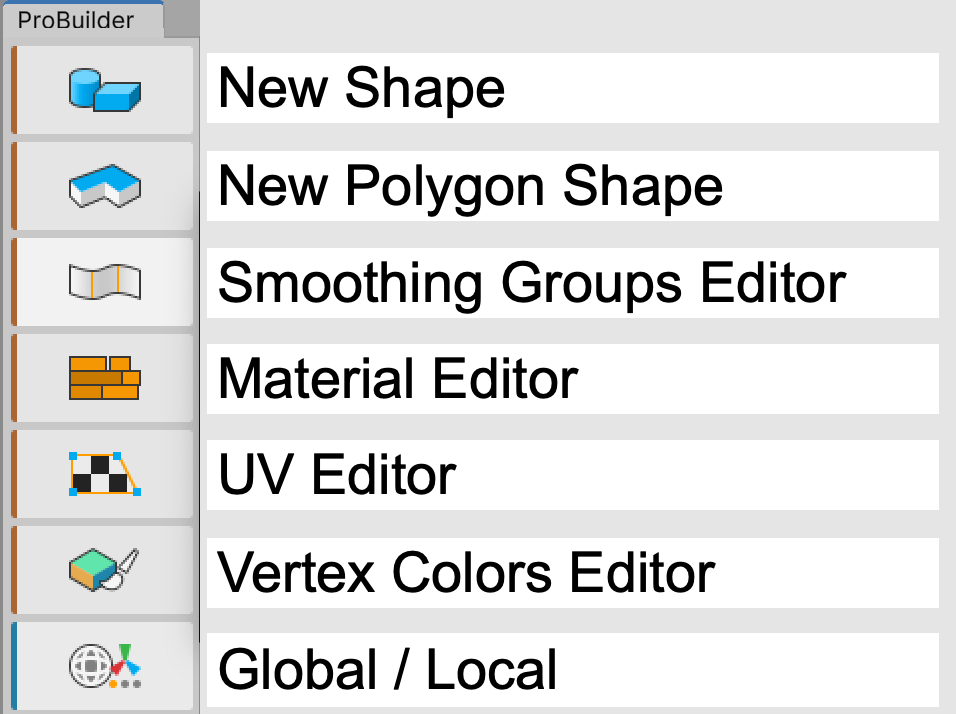 ProBuilder
New Shape
New Polygon Shape
Smoothing Groups Editor
Material Editor
UV Editor
Vertex Colors Editor
Global / Local